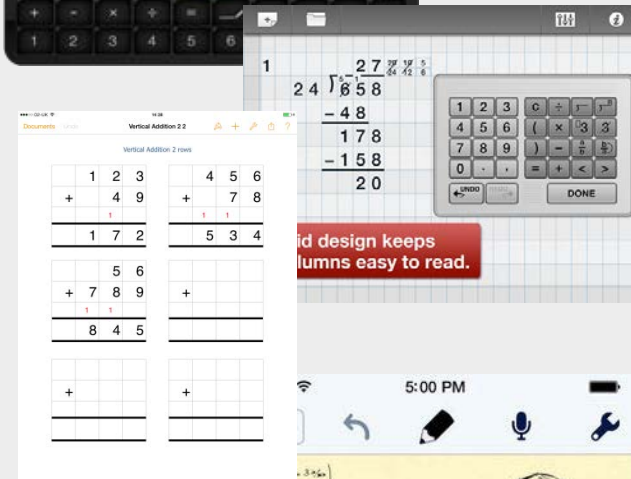 + - × ÷ =
1 2 3 4 5 6
1
27
24 ) 658
- 48
178
- 158
20
1 2 3 C ÷
4 5 6 ( ×
7 8 9 ) -
0 . , = + < >
UNDO DONE
id design keeps
lumns easy to read.
Documents Vertical Addition 2 2 ?
Vertical Addition 2 rows
1 2 3
+ 4 9
1
1 7 2
4 5 6
+ 7 8
1 1
5 3 4
5 6
+ 7 8 9
1 1
8 4 5
+
+
+
5:00 PM